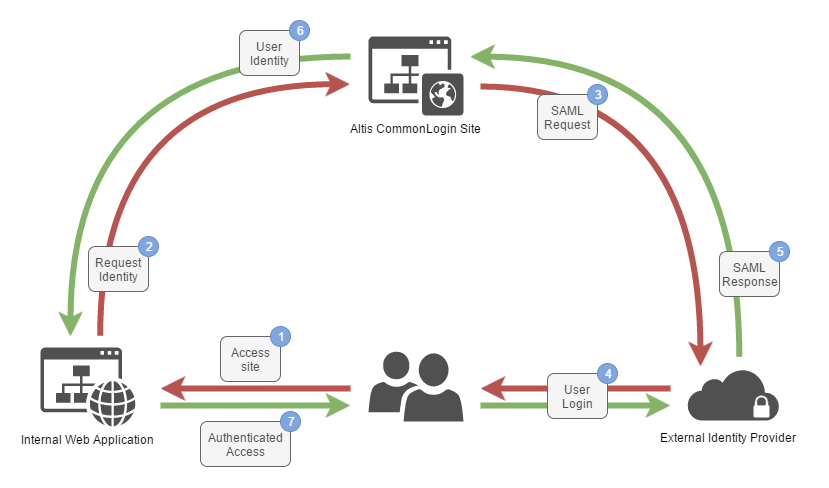 6
User
Identity
Altis CommonLogin Site
3
SAML
Request
2
Request
Identity
5
SAML
Response
1
Access
site
4
User
Login
Internal Web Application
7
Authenticated
Access
External Identity Provider